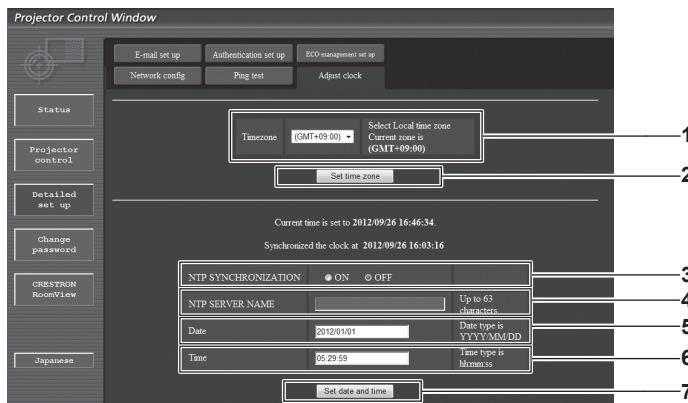 Projector Control Window
E-mail set up
Authentication set up
ECO management set up
Network config
Ping test
Adjust clock
Status
Projector
control
Detailed
set up
Change
password
CRESTRON
RoomView
Japanese
Timezone
(GMT+09:00)
Select Local time zone
Current zone is
(GMT+09:00)
1
Set time zone
2
Current time is set to 2012/09/26 16:46:34.
Synchronized the clock at 2012/09/26 16:03:16
NTP SYNCHRONIZATION
ON
OFF
3
NTP SERVER NAME
Up to 63
characters.
4
Date
2012/01/01
Date type is
YYYY/MM/DD
5
Time
05:29:59
Time type is
hh:mm:ss
6
Set date and time
7